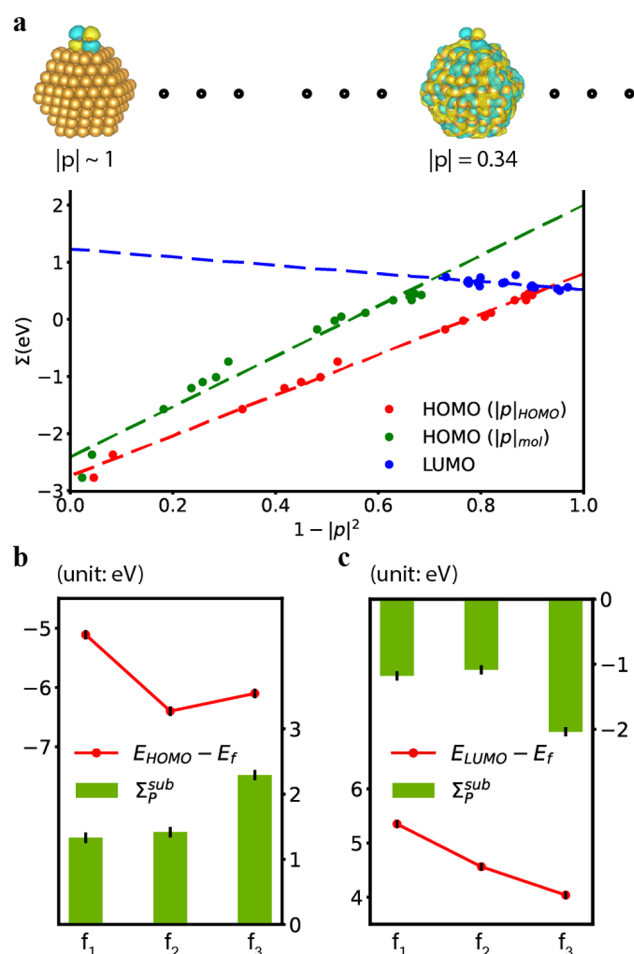 a
|p| ~ 1
|p| = 0.34
2
1
0
−1
−2
−3
Σ(eV)
HOMO (|p|HOMO)
HOMO (|p|mol)
LUMO
0.0 0.2 0.4 0.6 0.8 1.0
1 − |p|²
b (unit: eV)
−5
−6
−7
3
2
1
0
EHOMO − Ef
ΣPsub
f1 f2 f3
c (unit: eV)
0
−1
−2
ELUMO − Ef
ΣPsub
6
5
4
f1 f2 f3